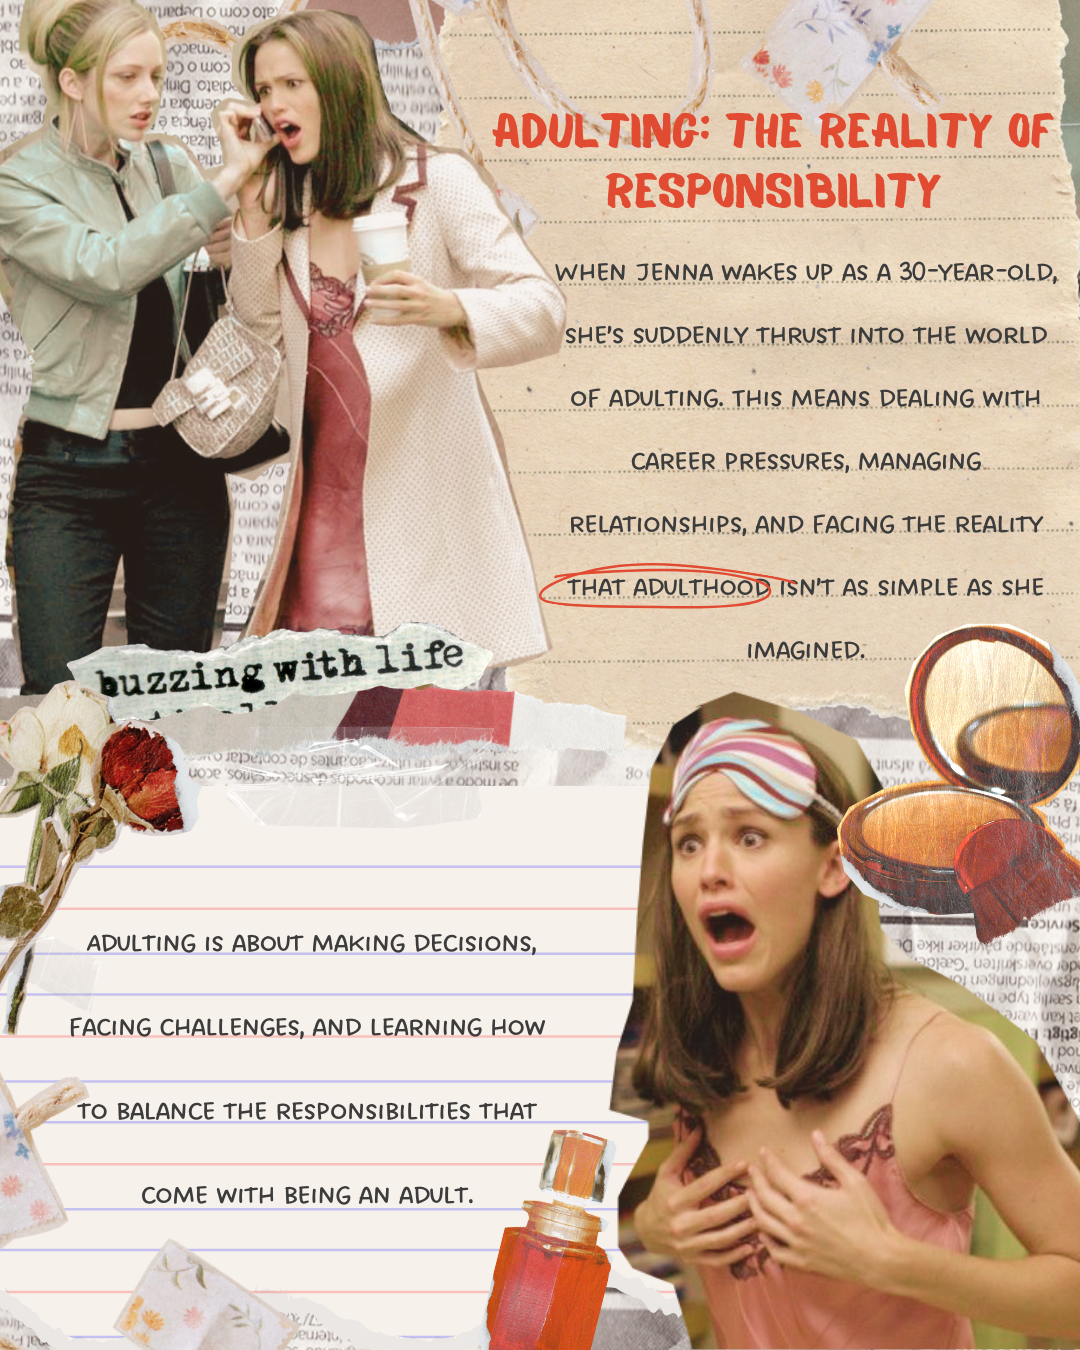 ADULTING: THE REALITY OF
RESPONSIBILITY
WHEN JENNA WAKES UP AS A 30-YEAR-OLD,
SHE'S SUDDENLY THRUST INTO THE WORLD
OF ADULTING. THIS MEANS DEALING WITH
CAREER PRESSURES, MANAGING
RELATIONSHIPS, AND FACING THE REALITY
THAT ADULTHOOD ISN'T AS SIMPLE AS SHE
IMAGINED.
buzzing with life
ADULTING IS ABOUT MAKING DECISIONS,
FACING CHALLENGES, AND LEARNING HOW
TO BALANCE THE RESPONSIBILITIES THAT
COME WITH BEING AN ADULT.